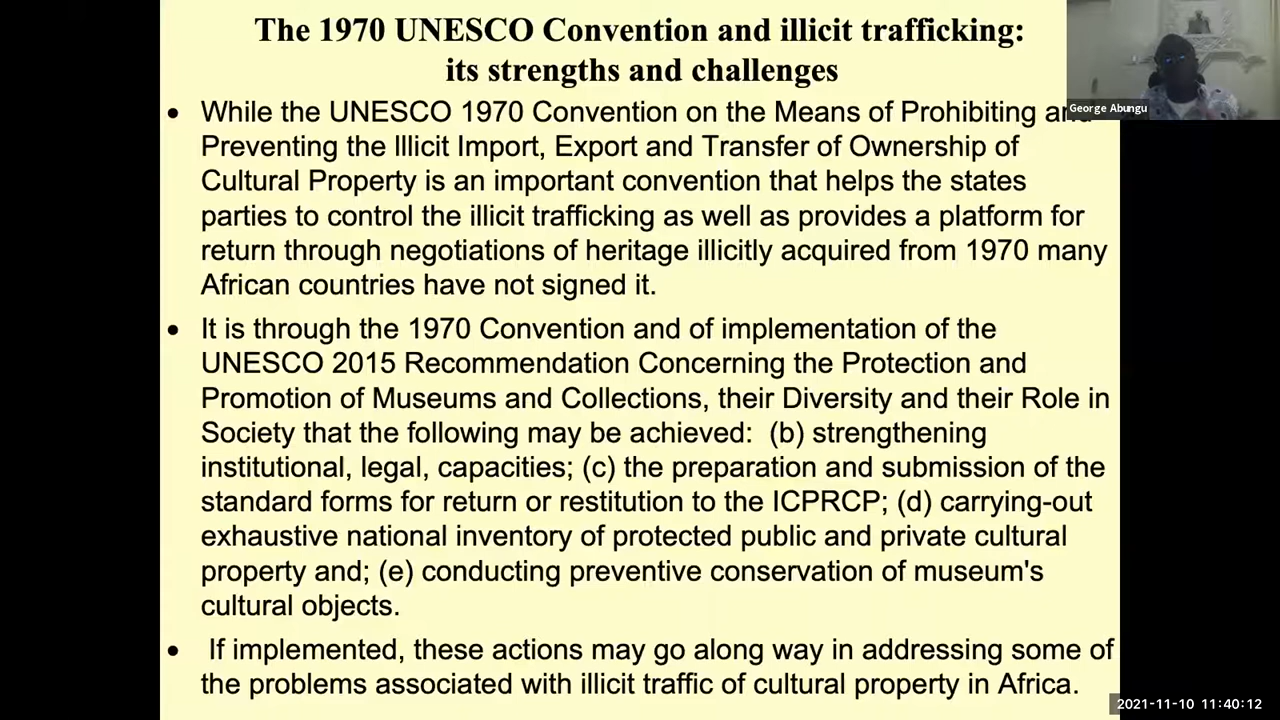 The 1970 UNESCO Convention and illicit trafficking:
its strengths and challenges
George Abungu
• While the UNESCO 1970 Convention on the Means of Prohibiting and
Preventing the Illicit Import, Export and Transfer of Ownership of
Cultural Property is an important convention that helps the states
parties to control the illicit trafficking as well as provides a platform for
return through negotiations of heritage illicitly acquired from 1970 many
African countries have not signed it.
• It is through the 1970 Convention and of implementation of the
UNESCO 2015 Recommendation Concerning the Protection and
Promotion of Museums and Collections, their Diversity and their Role in
Society that the following may be achieved: (b) strengthening
institutional, legal, capacities; (c) the preparation and submission of the
standard forms for return or restitution to the ICPRCP; (d) carrying-out
exhaustive national inventory of protected public and private cultural
property and; (e) conducting preventive conservation of museum's
cultural objects.
• If implemented, these actions may go along way in addressing some of
the problems associated with illicit traffic of cultural property in Africa.
2021-11-10 11:40:12